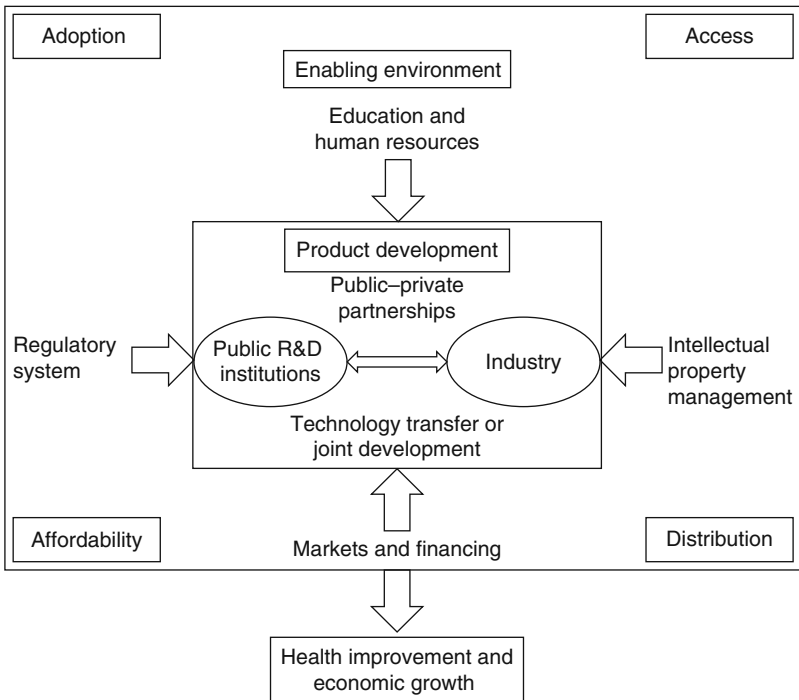 Adoption
Access
Enabling environment
Education and
human resources
Product development
Public–private
partnerships
Regulatory
system
Public R&D
institutions
Industry
Intellectual
property
management
Technology transfer or
joint development
Affordability
Markets and financing
Distribution
Health improvement and
economic growth